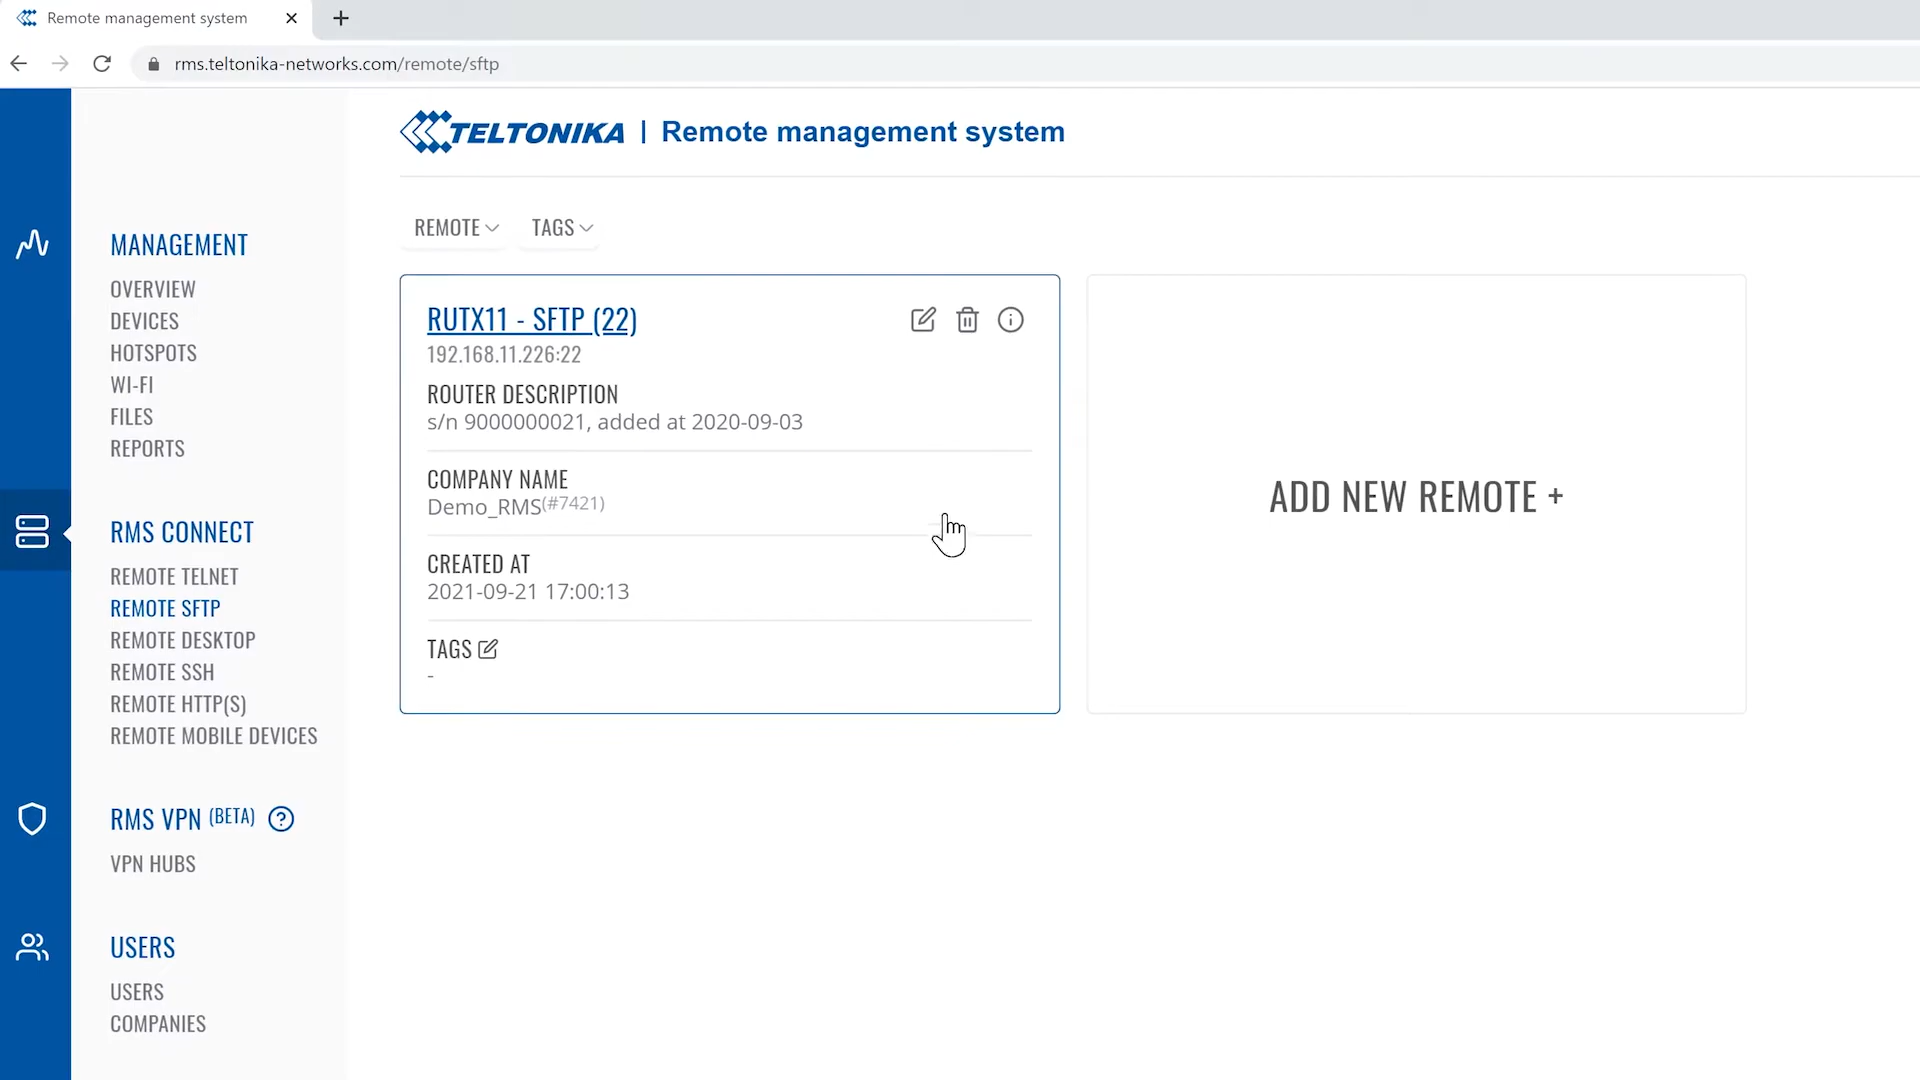 Remote management system
rms.teltonika-networks.com/remote/sftp
TELTONIKA | Remote management system
REMOTE TAGS
MANAGEMENT
OVERVIEW
DEVICES
HOTSPOTS
WI-FI
FILES
REPORTS
RMS CONNECT
REMOTE TELNET
REMOTE SFTP
REMOTE DESKTOP
REMOTE SSH
REMOTE HTTP(S)
REMOTE MOBILE DEVICES
RMS VPN (BETA) ?
VPN HUBS
USERS
USERS
COMPANIES
RUTX11 - SFTP (22)
192.168.11.226:22
ROUTER DESCRIPTION
s/n 9000000021, added at 2020-09-03
COMPANY NAME
Demo_RMS(#7421)
CREATED AT
2021-09-21 17:00:13
TAGS
-
ADD NEW REMOTE +